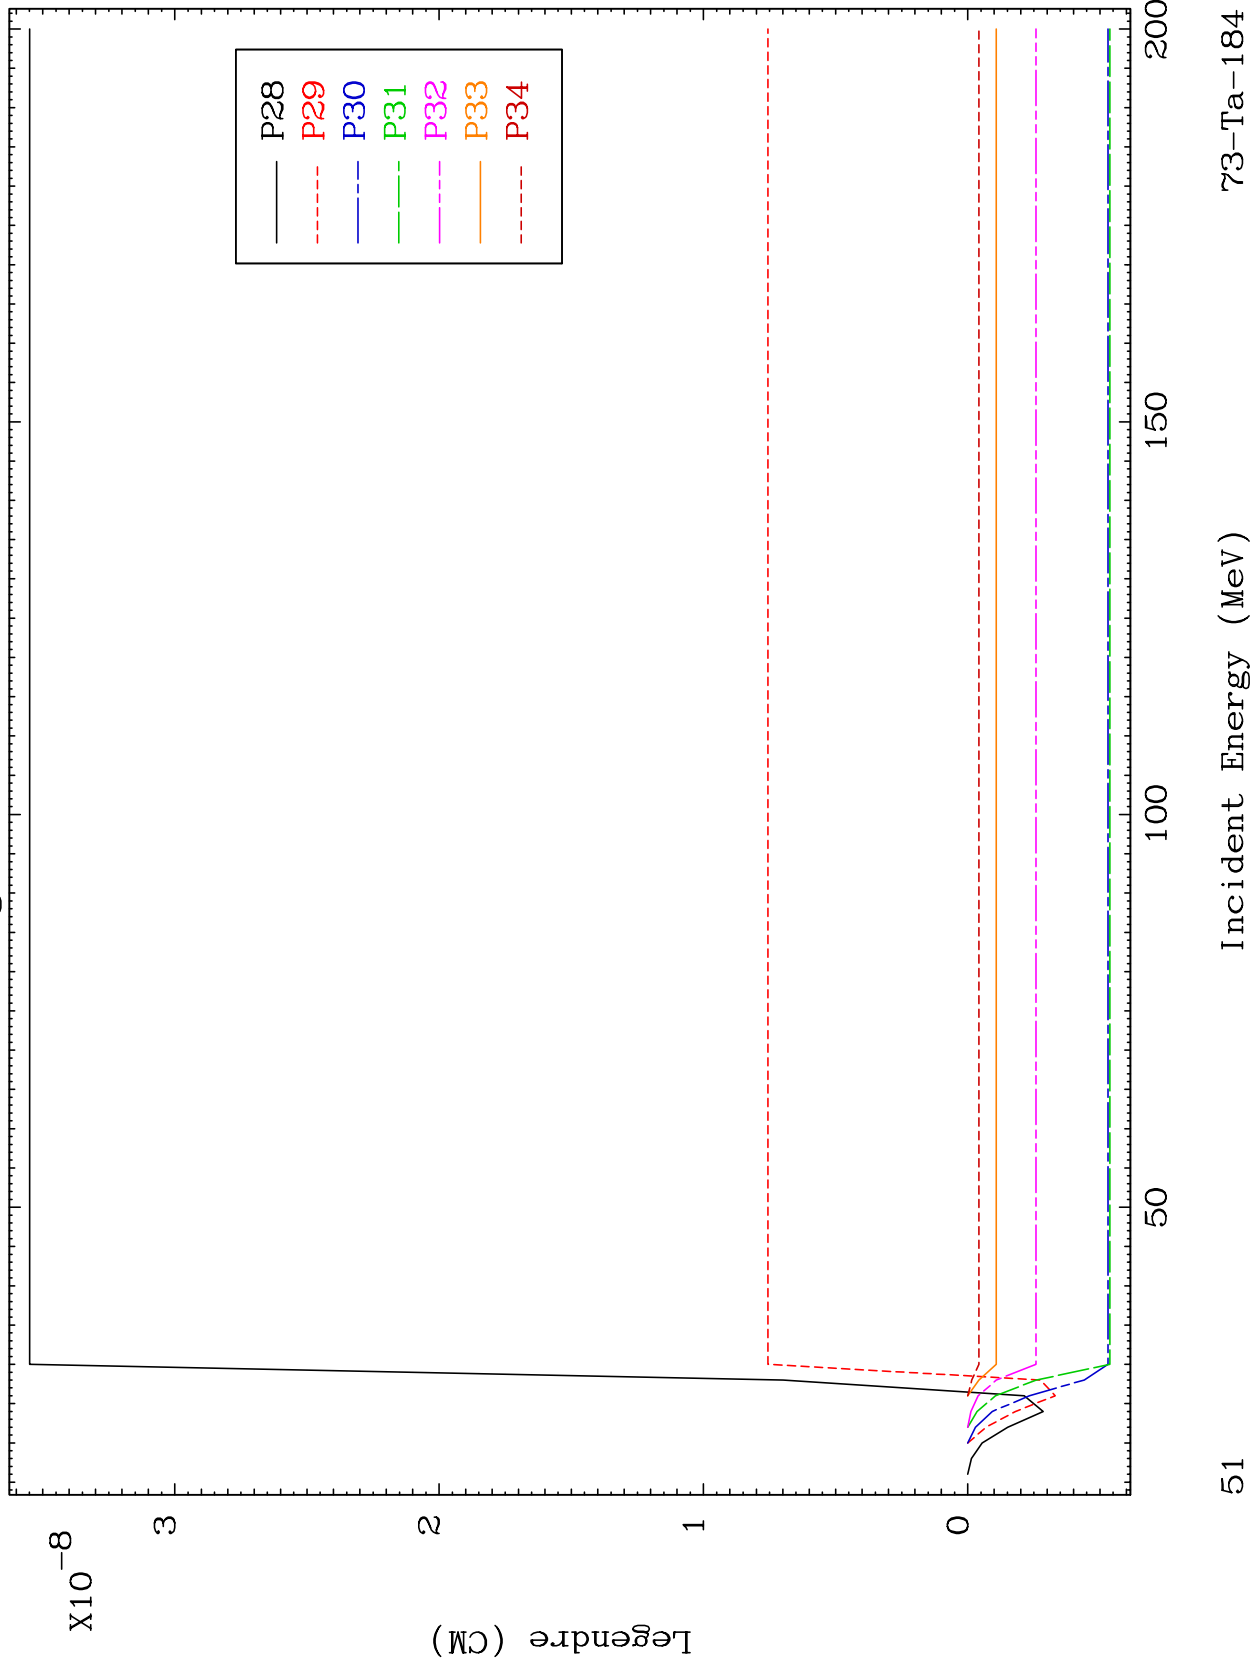 X10-8
3
2
1
0
Legendre (CM)
P28
P29
P30
P31
P32
P33
P34
50
100
150
200
Incident Energy (MeV)
51
73-Ta-184